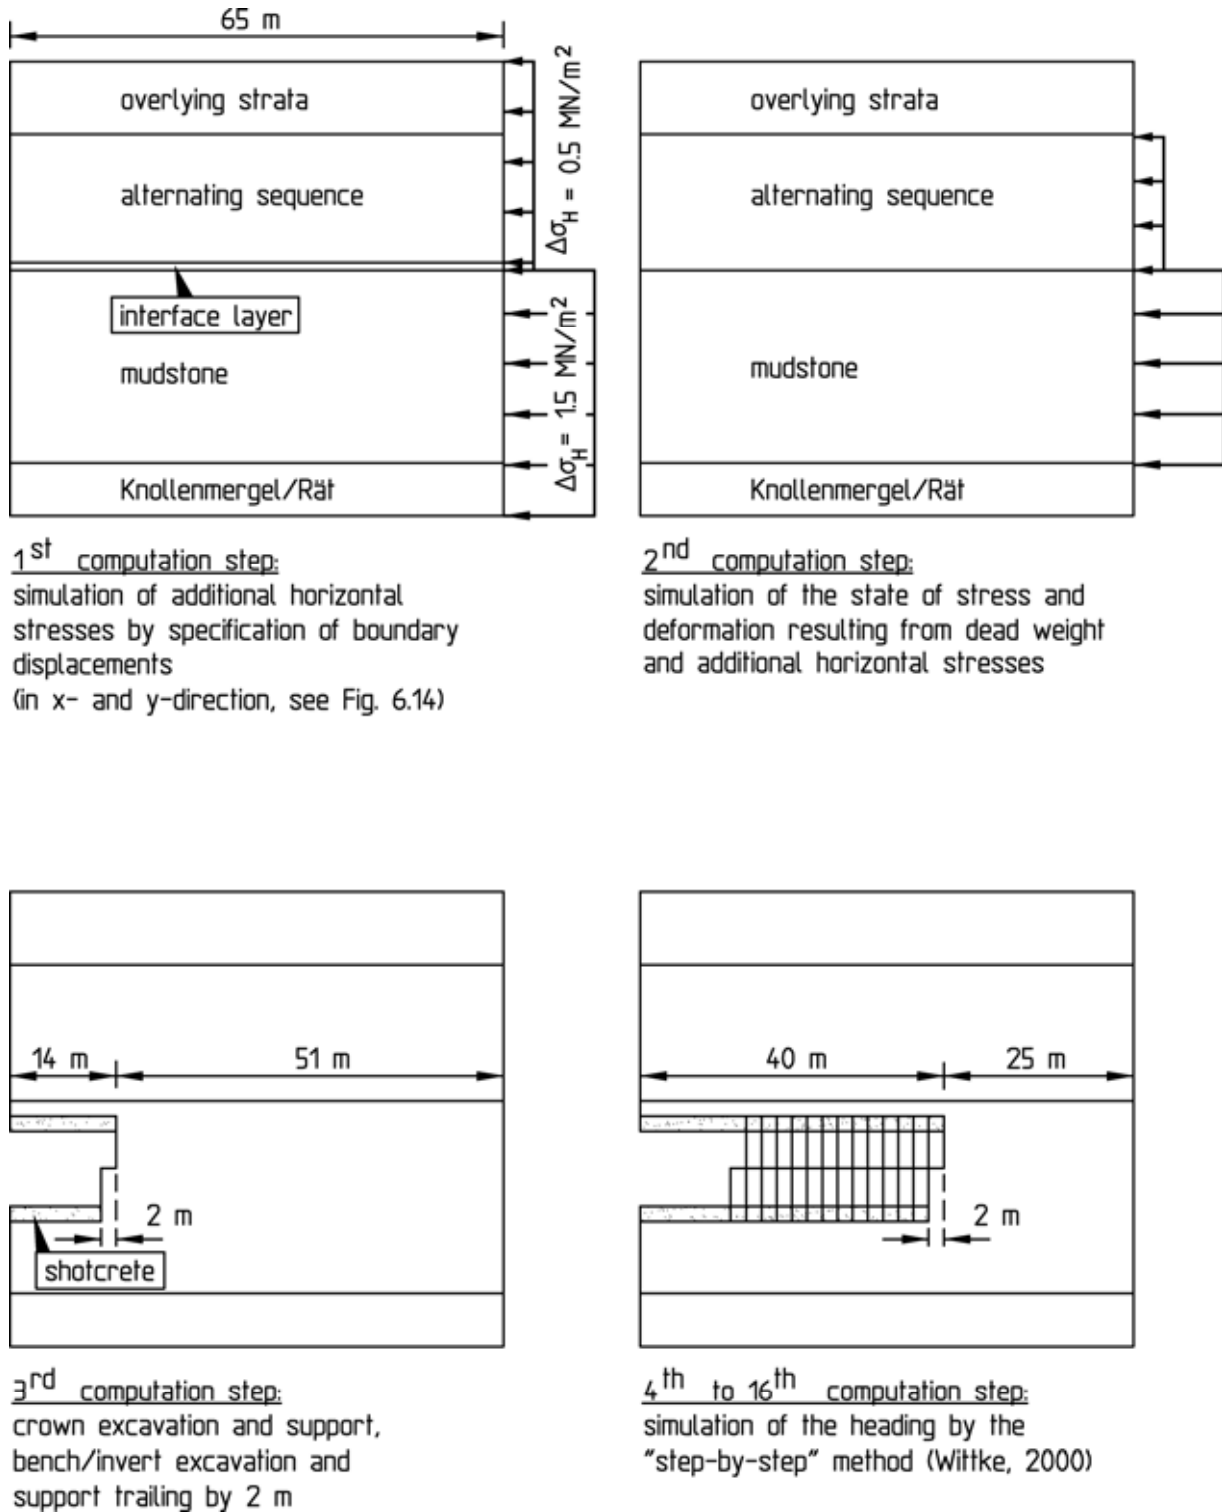 65 m
overlying strata
alternating sequence
interface layer
mudstone
Knollenmergel/Rät
Δσ_H = 0.5 MN/m²
Δσ_H = 1.5 MN/m²
1st computation step:
simulation of additional horizontal
stresses by specification of boundary
displacements
(in x- and y-direction, see Fig. 6.14)
overlying strata
alternating sequence
mudstone
Knollenmergel/Rät
2nd computation step:
simulation of the state of stress and
deformation resulting from dead weight
and additional horizontal stresses
14 m 51 m
2 m
shotcrete
3rd computation step:
crown excavation and support,
bench/invert excavation and
support trailing by 2 m
40 m 25 m
2 m
4th to 16th computation step:
simulation of the heading by the
"step-by-step" method (Wittke, 2000)